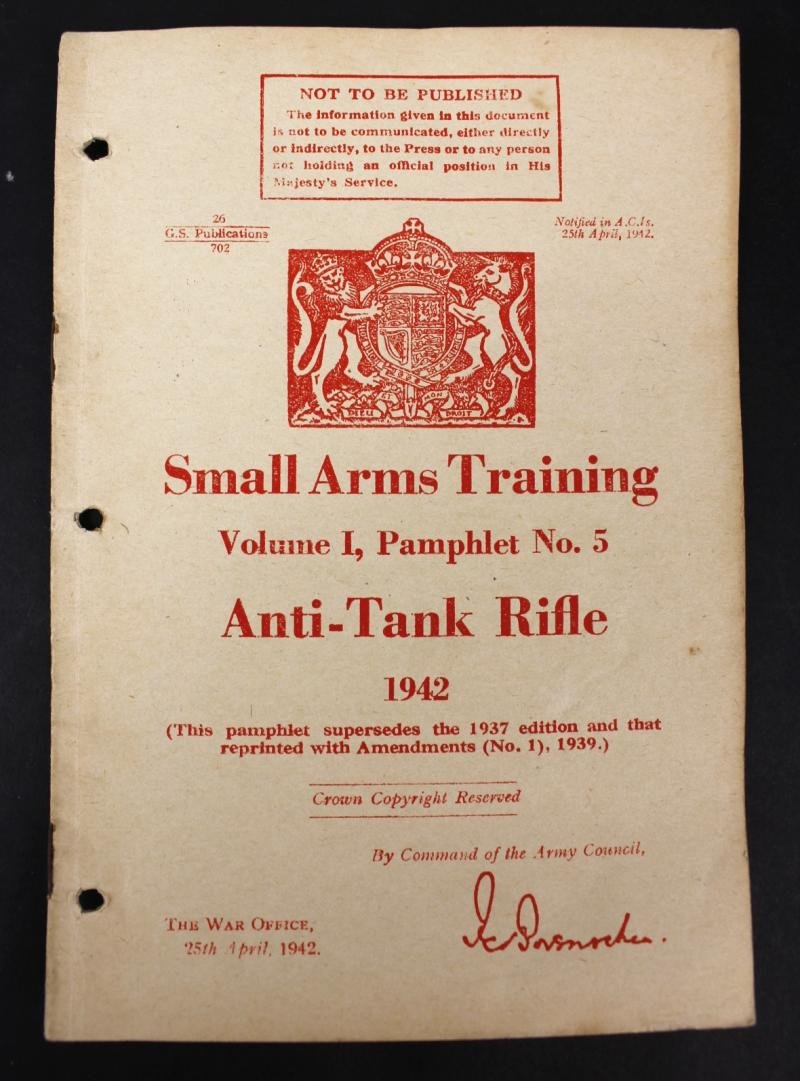 NOT TO BE PUBLISHED
The information given in this document
is not to be communicated, either directly
or indirectly, to the Press or to any person
not holding an official position in His
Majesty's Service.
26
G.S. Publications
702
Notified in A.C.Is.
25th April, 1942.
ET MON
DIEU DROIT
Small Arms Training
Volume I, Pamphlet No. 5
Anti-Tank Rifle
1942
(This pamphlet supersedes the 1937 edition and that
reprinted with Amendments (No. 1), 1939.)
Crown Copyright Reserved
By Command of the Army Council,
THE WAR OFFICE,
25th April, 1942.